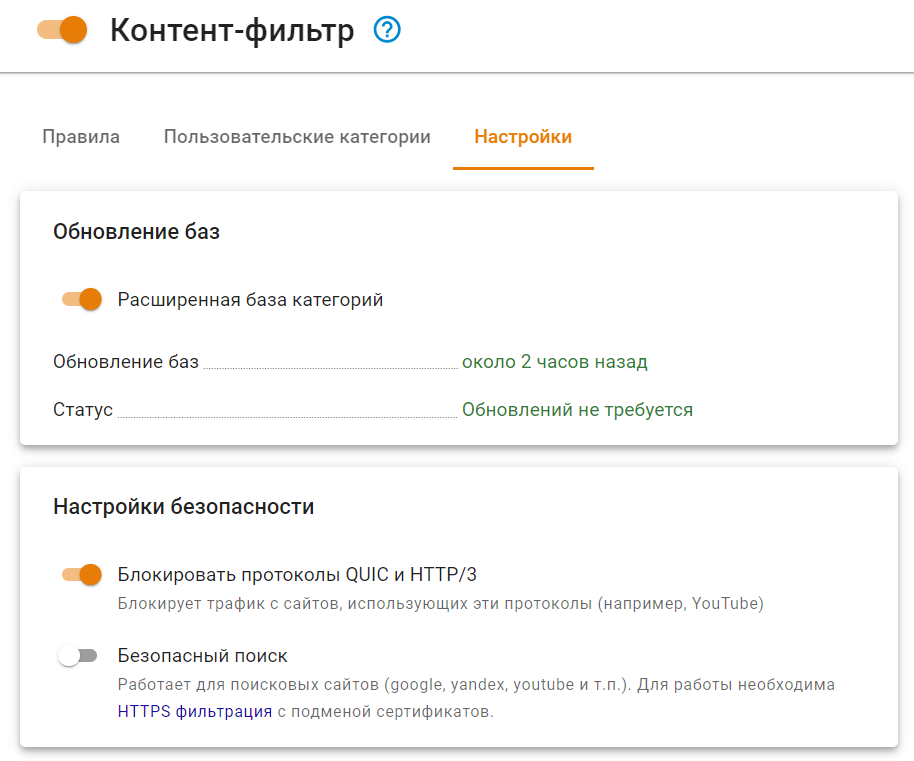 Контент-фильтр ?
Правила Пользовательские категории Настройки
Обновление баз
Расширенная база категорий
Обновление баз около 2 часов назад
Статус Обновлений не требуется
Настройки безопасности
Блокировать протоколы QUIC и HTTP/3
Блокирует трафик с сайтов, использующих эти протоколы (например, YouTube)
Безопасный поиск
Работает для поисковых сайтов (google, yandex, youtube и т.п.). Для работы необходима
HTTPS фильтрация с подменой сертификатов.